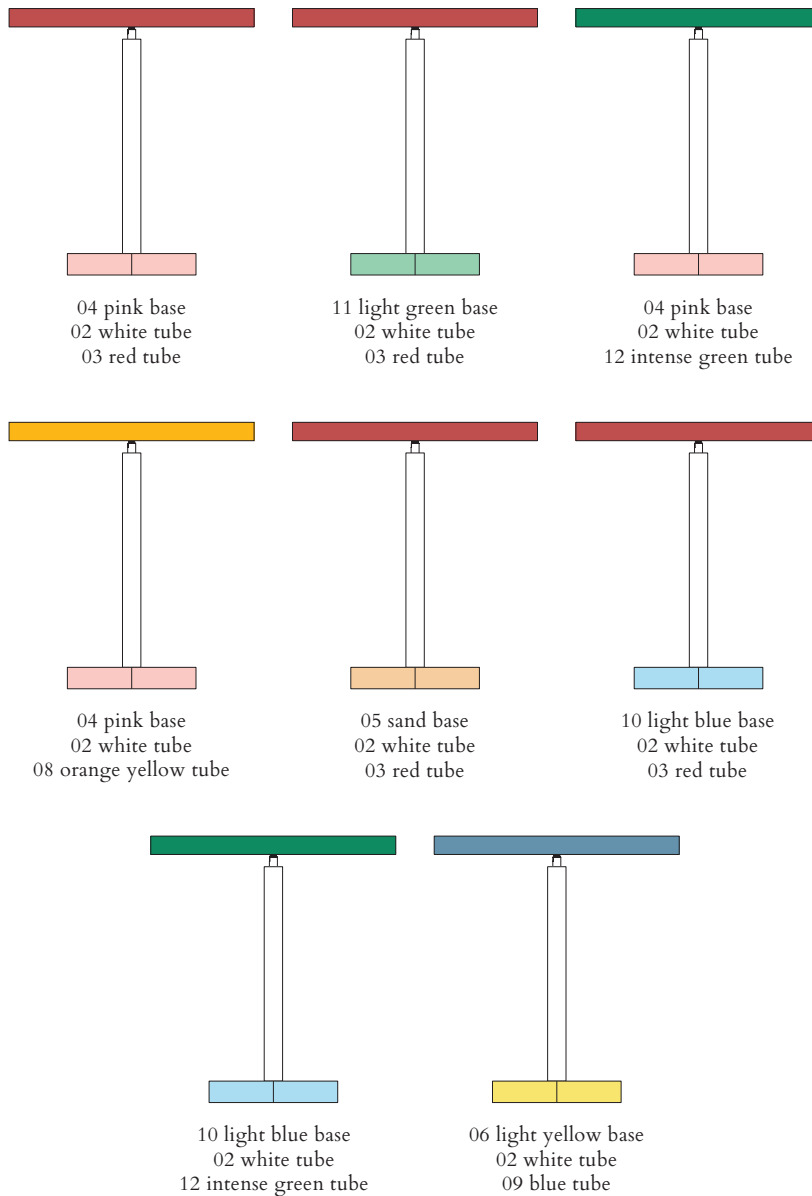 04 pink base
02 white tube
03 red tube
11 light green base
02 white tube
03 red tube
04 pink base
02 white tube
12 intense green tube
04 pink base
02 white tube
08 orange yellow tube
05 sand base
02 white tube
03 red tube
10 light blue base
02 white tube
03 red tube
10 light blue base
02 white tube
12 intense green tube
06 light yellow base
02 white tube
09 blue tube